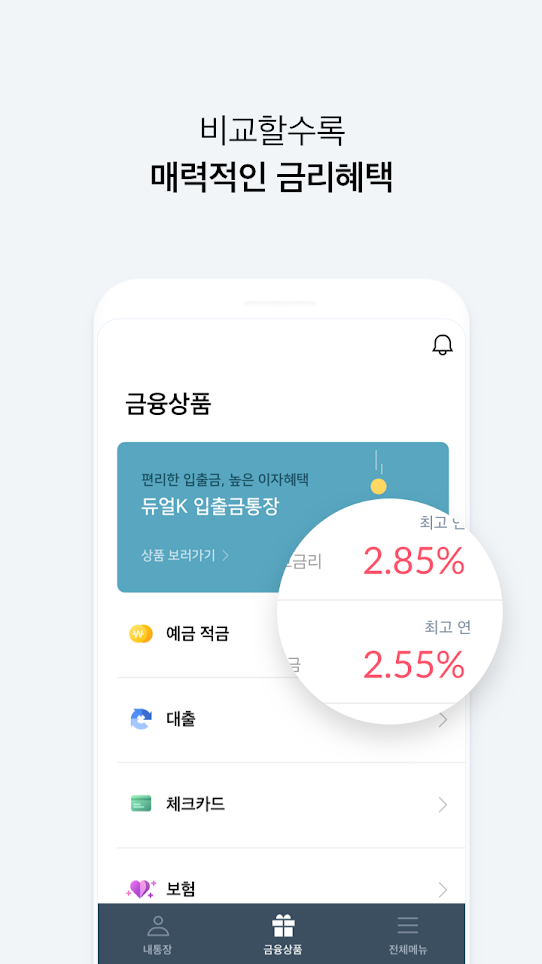 비교할수록
매력적인 금리혜택
금융상품
편리한 입출금, 높은 이자혜택
듀얼K 입출금통장
상품 보러가기
최고 연
금리
2.85%
예금 적금
최고 연
금
2.55%
대출
체크카드
보험
내통장
금융상품
전체메뉴